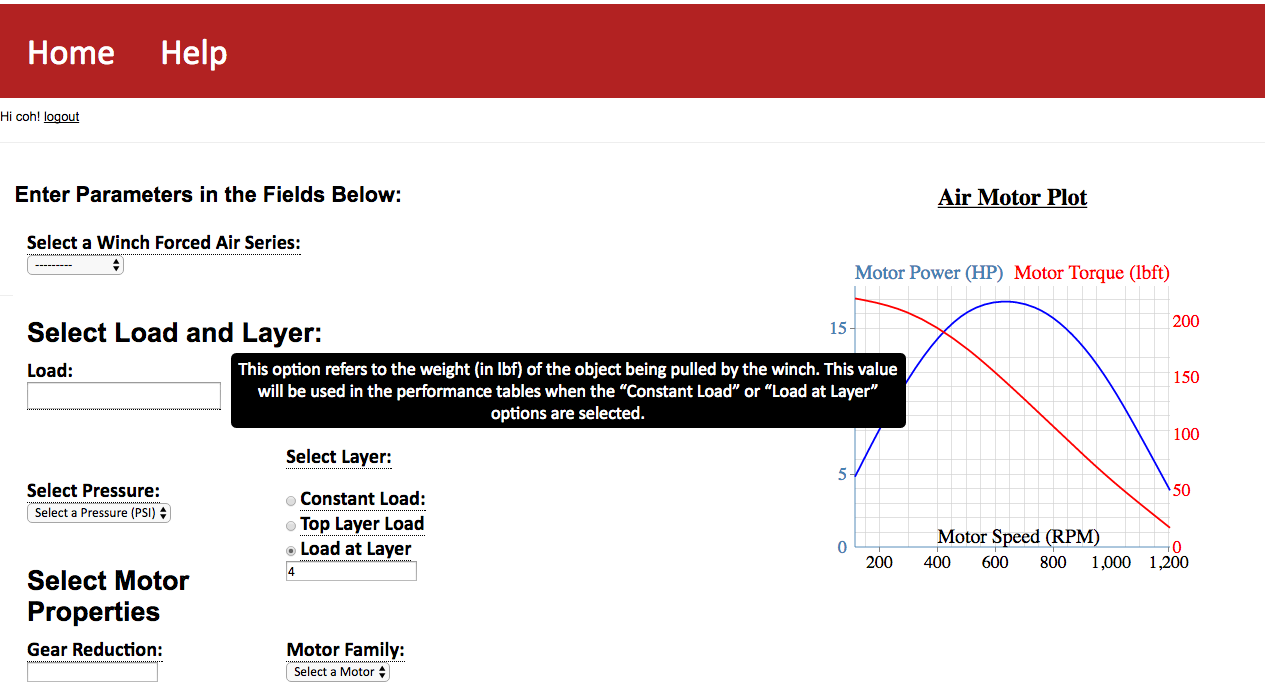 Home Help
Hi coh! logout
Enter Parameters in the Fields Below:
Select a Winch Forced Air Series:
---------
Select Load and Layer:
Load:
This option refers to the weight (in lbf) of the object being pulled by the winch. This value
will be used in the performance tables when the “Constant Load” or “Load at Layer”
options are selected.
Select Layer:
Select Pressure:
Select a Pressure (PSI)
Constant Load:
Top Layer Load
Load at Layer
4
Select Motor
Properties
Gear Reduction:
Motor Family:
Select a Motor
Air Motor Plot
Motor Power (HP) Motor Torque (lbft)
15
5
0
200
150
100
50
0
Motor Speed (RPM)
200 400 600 800 1,000 1,200